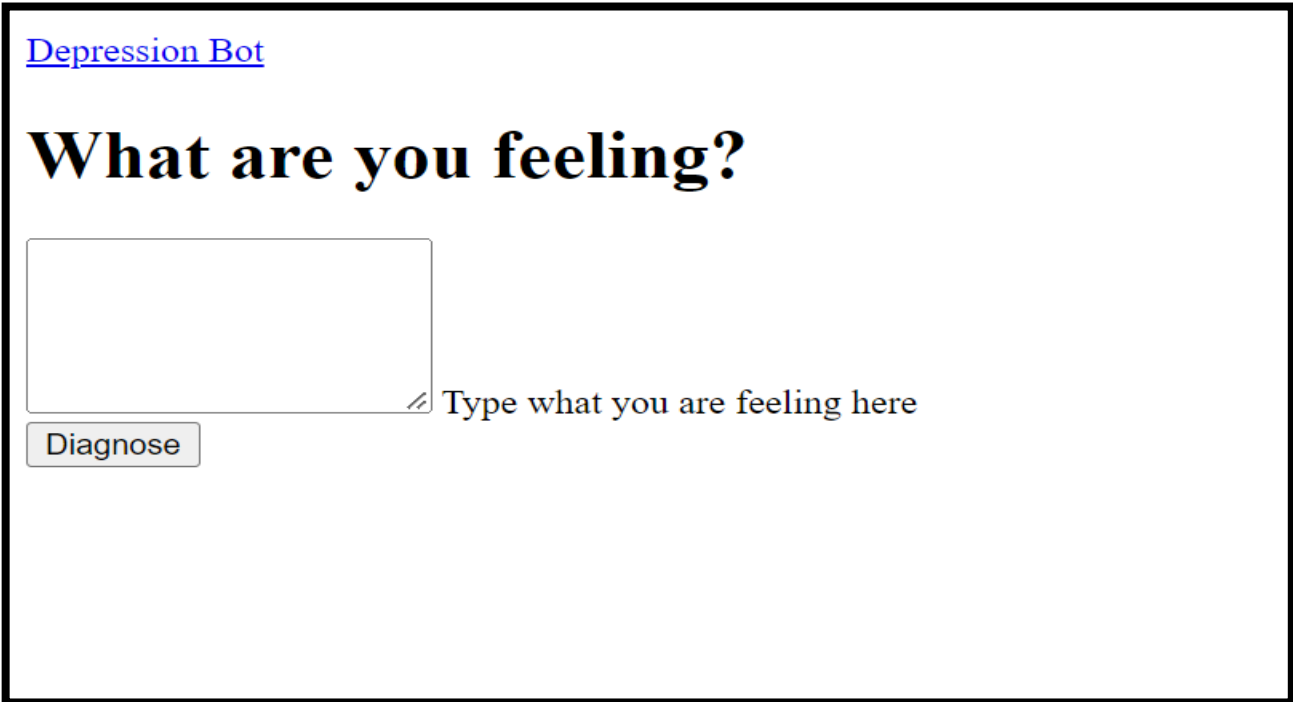 Depression Bot
What are you feeling?
Type what you are feeling here
Diagnose